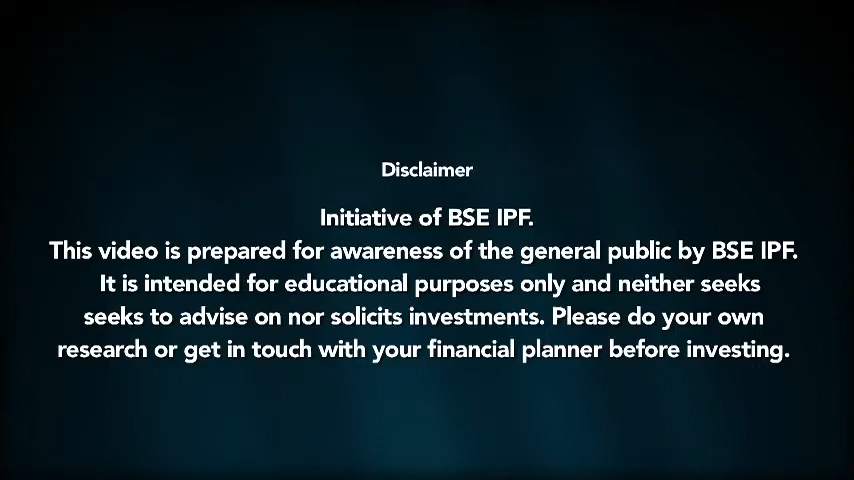 Disclaimer
Initiative of BSE IPF.
This video is prepared for awareness of the general public by BSE IPF.
It is intended for educational purposes only and neither seeks
seeks to advise on nor solicits investments. Please do your own
research or get in touch with your financial planner before investing.